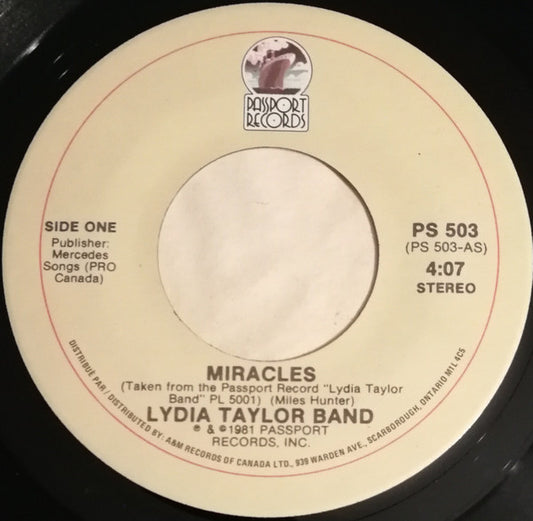 PASSPORT
RECORDS
SIDE ONE
Publisher:
Mercedes
Songs (PRO
Canada)
PS 503
(PS 503-AS)
4:07
STEREO
MIRACLES
(Taken from the Passport Record "Lydia Taylor
Band" PL 5001) (Miles Hunter)
LYDIA TAYLOR BAND
℗ & ©1981 PASSPORT
RECORDS, INC.
DISTRIBUÉ PAR / DISTRIBUTED BY: A&M RECORDS OF CANADA LTD., 939 WARDEN AVE., SCARBOROUGH, ONTARIO M1L 4C5